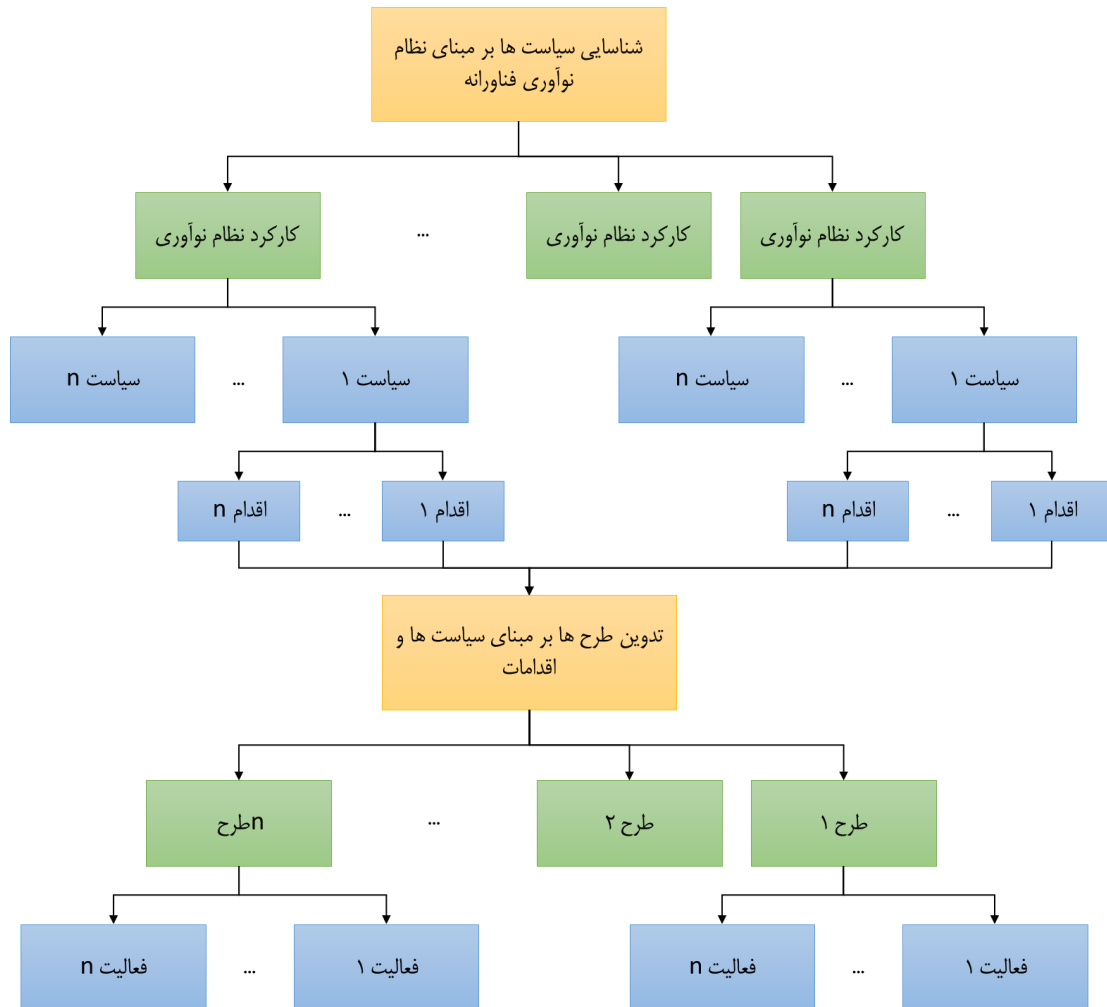 شناسایی سیاست ها بر مبنای نظام
نوآوری فناورانه
کارکرد نظام نوآوری
کارکرد نظام نوآوری
...
کارکرد نظام نوآوری
سیاست ۱
...
سیاست n
سیاست ۱
...
سیاست n
اقدام ۱
...
اقدام n
اقدام ۱
...
اقدام n
تدوین طرح ها بر مبنای سیاست ها و
اقدامات
طرح ۱
طرح ۲
...
nطرح
فعالیت ۱
...
فعالیت n
فعالیت ۱
...
فعالیت n